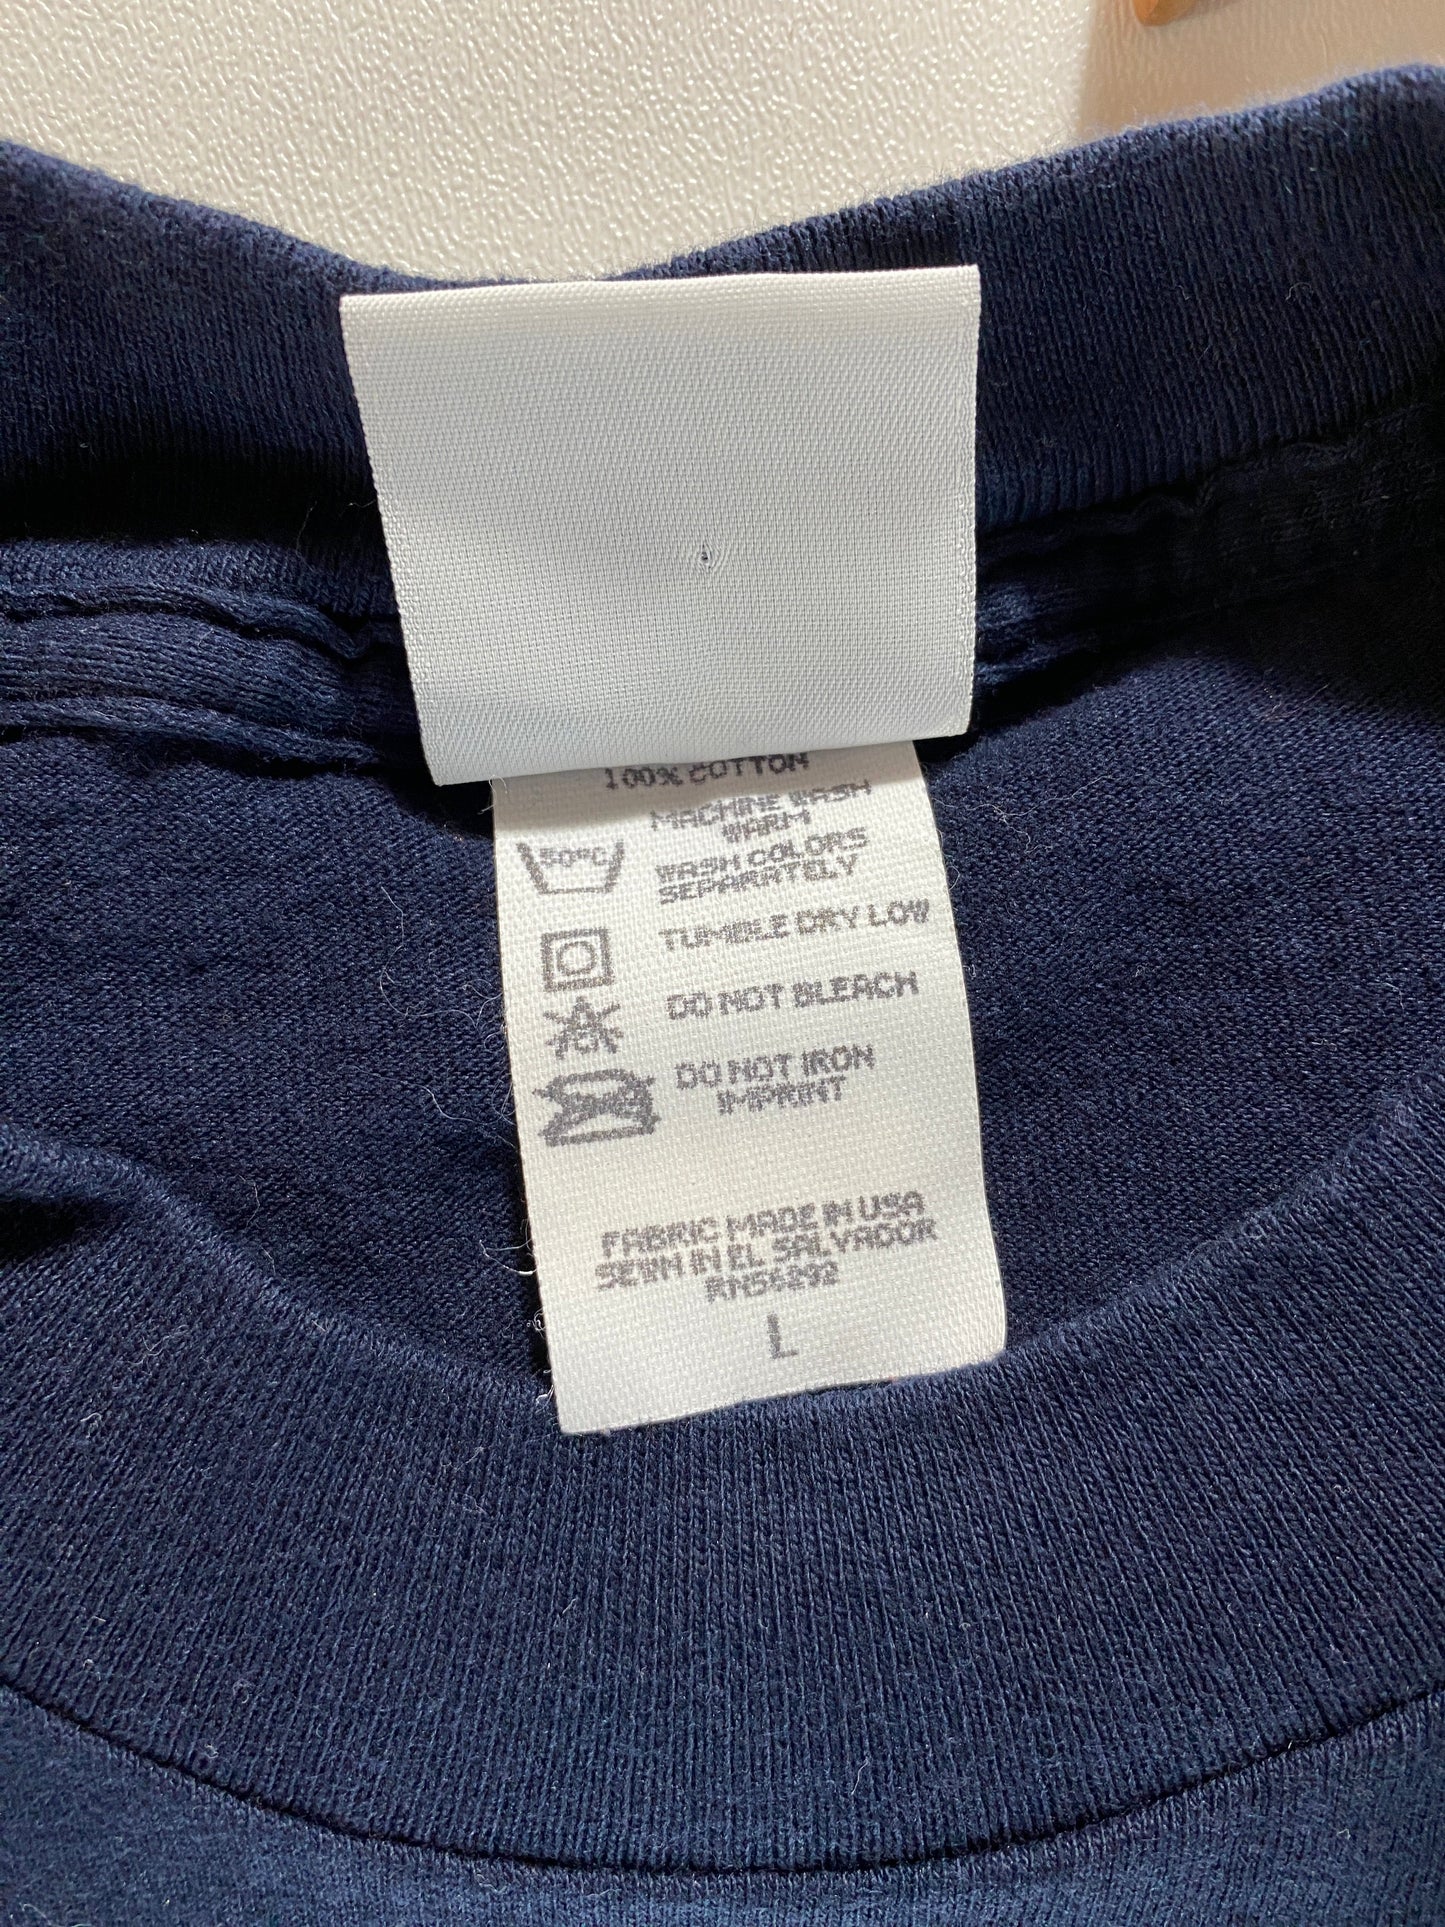 100% COTTON
MACHINE WASH
WARM
50°C
WASH COLORS
SEPARATELY
TUMBLE DRY LOW
DO NOT BLEACH
DO NOT IRON
IMPRINT
FABRIC MADE IN USA
SEWN IN EL SALVADOR
RN56292
L